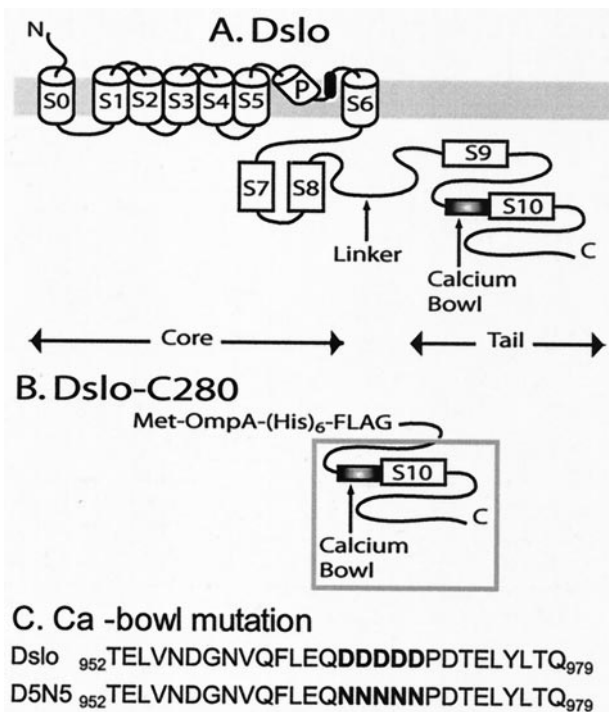 A. Dslo
N
S0 S1 S2 S3 S4 S5 P S6
S9
S7 S8
S10
Linker
C
Calcium
Bowl
Core Tail
B. Dslo-C280
Met-OmpA-(His)6-FLAG
S10
C
Calcium
Bowl
C. Ca -bowl mutation
Dslo 952TELVNDGNVQFLEQDDDDDPDTELYLTQ979
D5N5 952TELVNDGNVQFLEQNNNNNPDTELYLTQ979